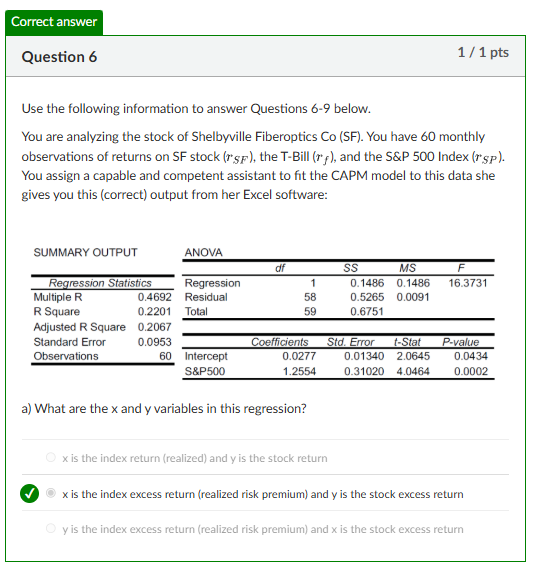 Correct answer
Question 6
1 / 1 pts
Use the following information to answer Questions 6-9 below.
You are analyzing the stock of Shelbyville Fiberoptics Co (SF). You have 60 monthly
observations of returns on SF stock (rSF), the T-Bill (rf), and the S&P 500 Index (rSP).
You assign a capable and competent assistant to fit the CAPM model to this data she
gives you this (correct) output from her Excel software:
SUMMARY OUTPUT
ANOVA
df SS MS F
Regression Statistics
Regression 1 0.1486 0.1486 16.3731
Multiple R 0.4692
Residual 58 0.5265 0.0091
R Square 0.2201
Total 59 0.6751
Adjusted R Square 0.2067
Standard Error 0.0953
Coefficients Std. Error t-Stat P-value
Observations 60
Intercept 0.0277 0.01340 2.0645 0.0434
S&P500 1.2554 0.31020 4.0464 0.0002
a) What are the x and y variables in this regression?
x is the index return (realized) and y is the stock return
x is the index excess return (realized risk premium) and y is the stock excess return
y is the index excess return (realized risk premium) and x is the stock excess return